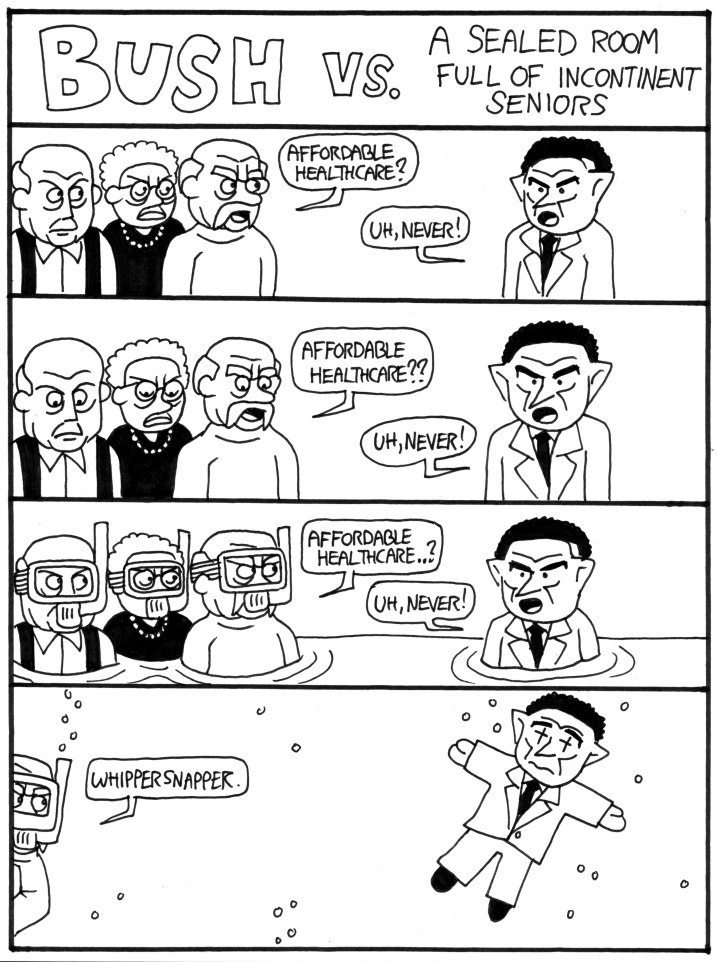 BUSH VS. A SEALED ROOM
FULL OF INCONTINENT
SENIORS
AFFORDABLE
HEALTHCARE?
UH, NEVER!
AFFORDABLE
HEALTHCARE??
UH, NEVER!
AFFORDABLE
HEALTHCARE...?
UH, NEVER!
WHIPPERSNAPPER.